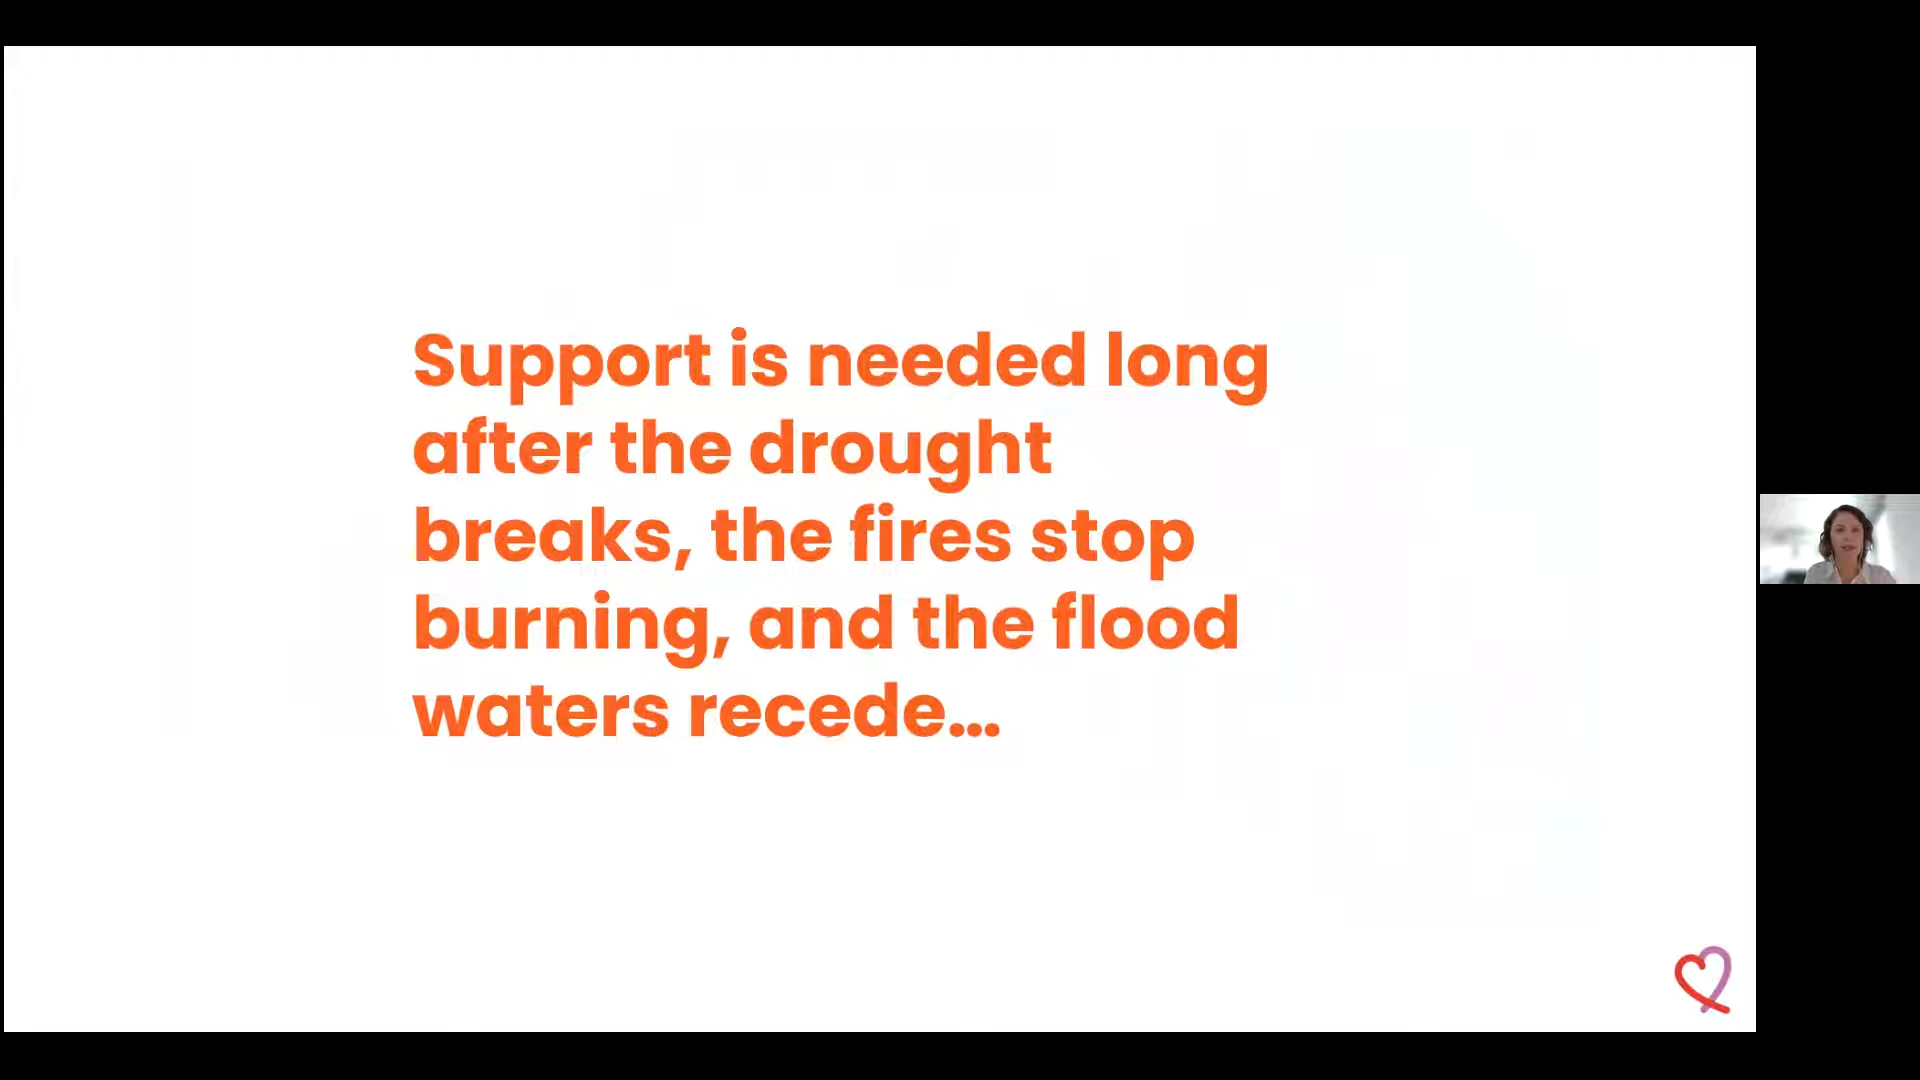 Support is needed long
after the drought
breaks, the fires stop
burning, and the flood
waters recede...